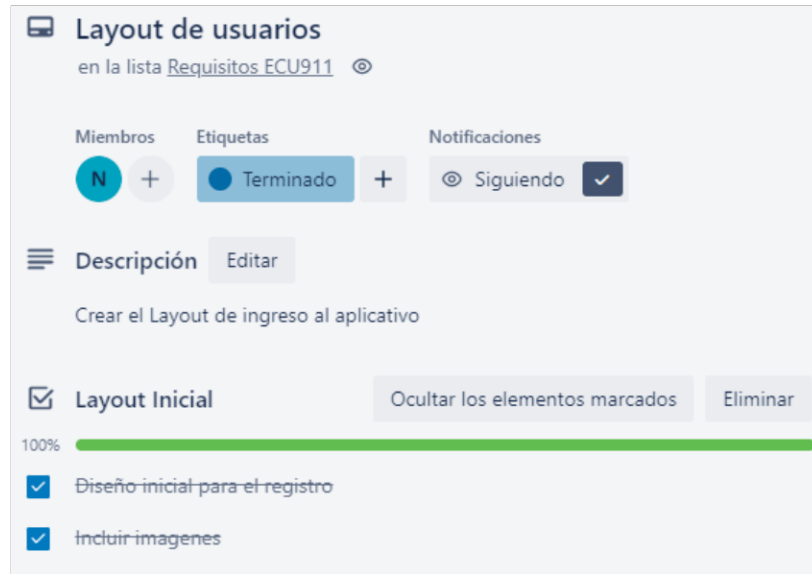 Layout de usuarios
en la lista Requisitos ECU911
Miembros Etiquetas Notificaciones
N + Terminado + Siguiendo
Descripción Editar
Crear el Layout de ingreso al aplicativo
Layout Inicial Ocultar los elementos marcados Eliminar
100%
Diseño inicial para el registro
Incluir imagenes